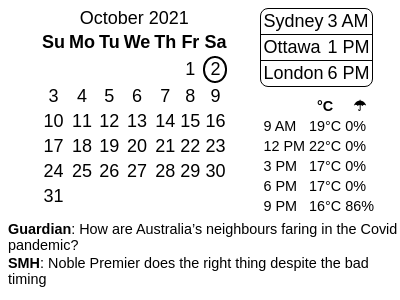 October 2021
Su Mo Tu We Th Fr Sa
1 2
3 4 5 6 7 8 9
10 11 12 13 14 15 16
17 18 19 20 21 22 23
24 25 26 27 28 29 30
31
Sydney 3 AM
Ottawa 1 PM
London 6 PM
°C ☂
9 AM 19°C 0%
12 PM 22°C 0%
3 PM 17°C 0%
6 PM 17°C 0%
9 PM 16°C 86%
Guardian: How are Australia’s neighbours faring in the Covid
pandemic?
SMH: Noble Premier does the right thing despite the bad
timing